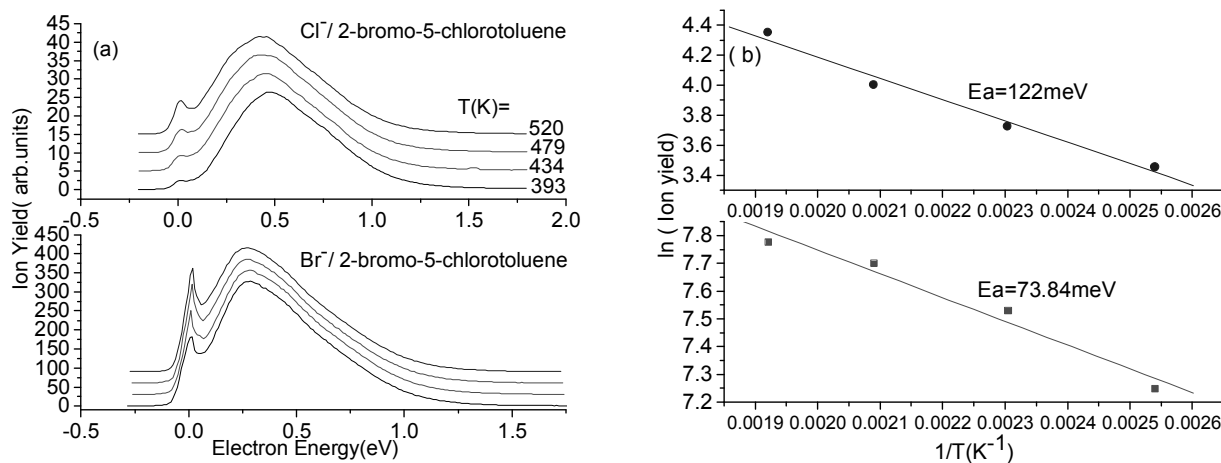 (a)
Cl⁻/ 2-bromo-5-chlorotoluene
T(K)=
520
479
434
393
45
40
35
30
25
20
15
10
5
0
-0.5 0.0 0.5 1.0 1.5 2.0
Ion Yield( arb.units)
Br⁻/ 2-bromo-5-chlorotoluene
450
400
350
300
250
200
150
100
50
0
-0.5 0.0 0.5 1.0 1.5
Electron Energy(eV)
( b)
Ea=122meV
4.4
4.2
4.0
3.8
3.6
3.4
0.0019 0.0020 0.0021 0.0022 0.0023 0.0024 0.0025 0.0026
ln ( Ion yield)
Ea=73.84meV
7.8
7.7
7.6
7.5
7.4
7.3
7.2
0.0019 0.0020 0.0021 0.0022 0.0023 0.0024 0.0025 0.0026
1/T(K⁻¹)